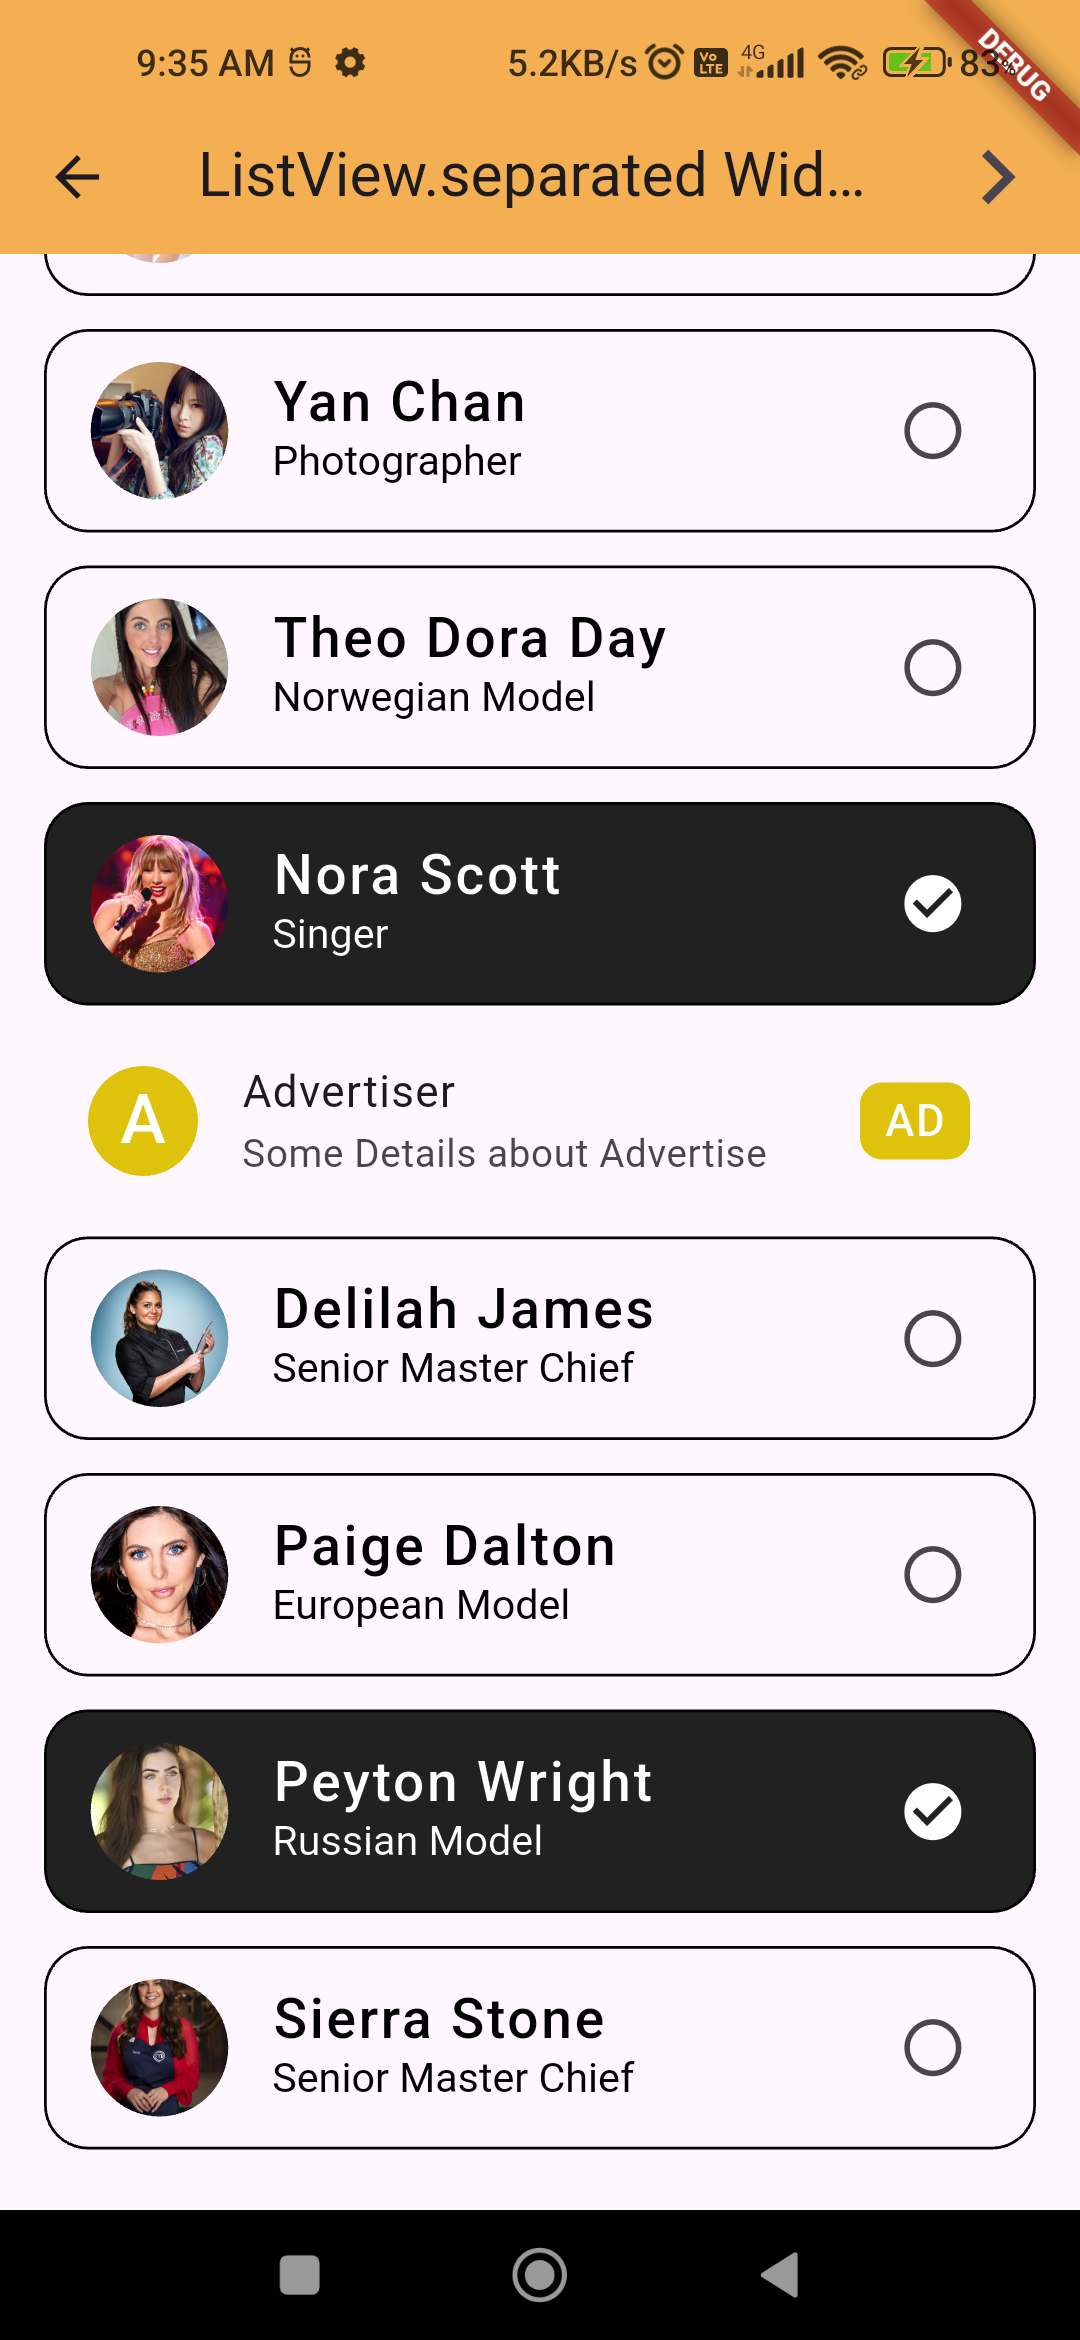 9:35 AM 5.2KB/s Vo LTE 4G 83%
DEBUG
ListView.separated Wid...
Yan Chan
Photographer
Theo Dora Day
Norwegian Model
Nora Scott
Singer
A Advertiser AD
Some Details about Advertise
Delilah James
Senior Master Chief
Paige Dalton
European Model
Peyton Wright
Russian Model
Sierra Stone
Senior Master Chief